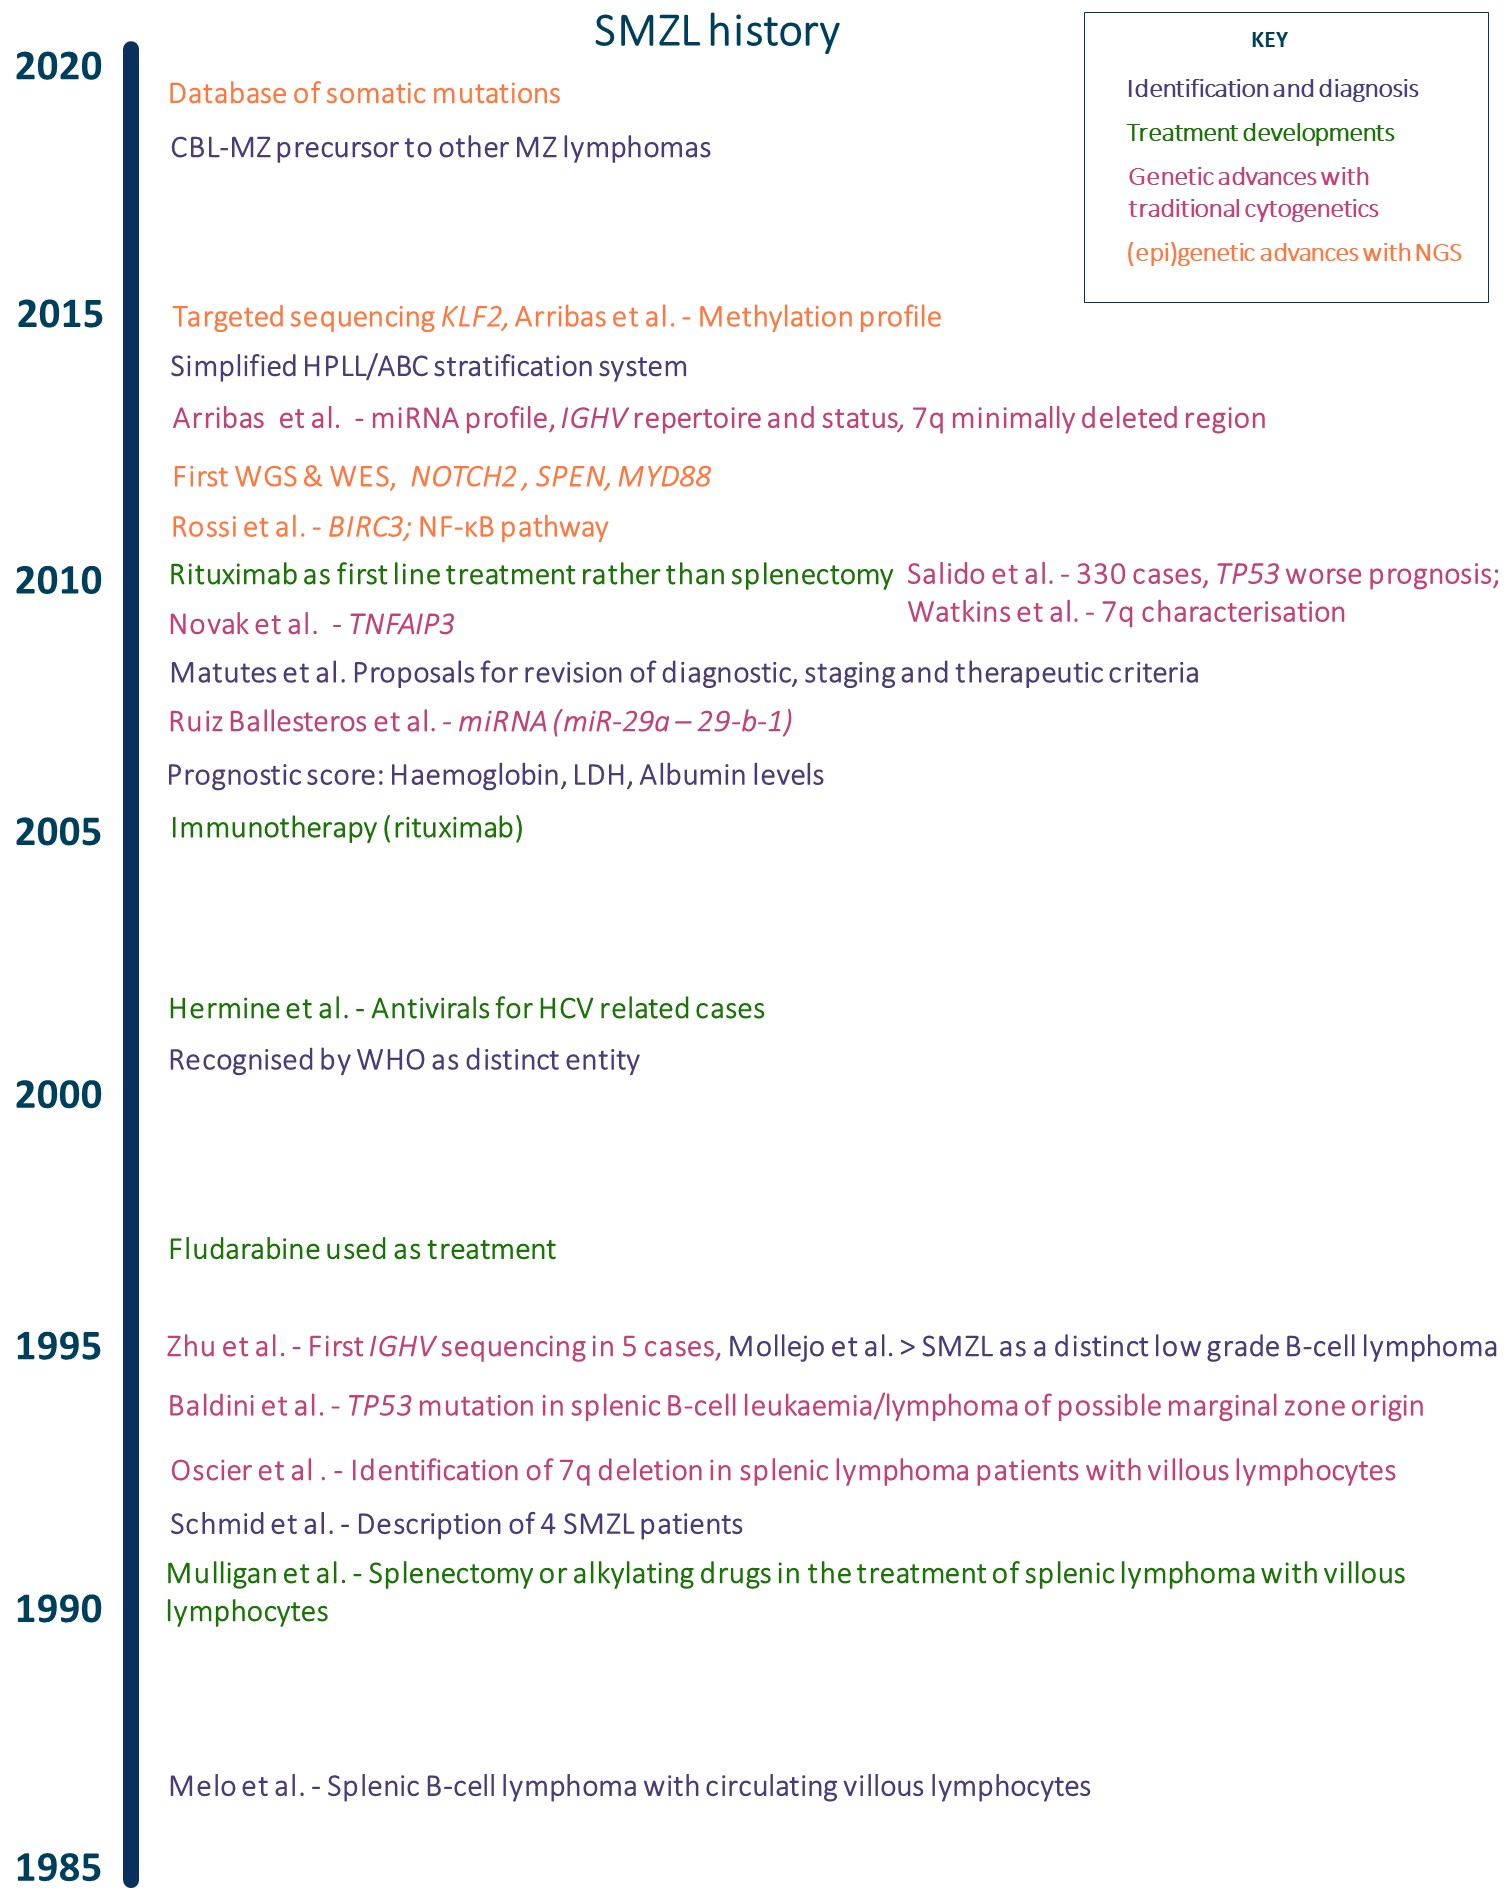 SMZL history
KEY
Identification and diagnosis
Treatment developments
Genetic advances with
traditional cytogenetics
(epi)genetic advances with NGS
2020
Database of somatic mutations
CBL-MZ precursor to other MZ lymphomas
2015
Targeted sequencing KLF2, Arribas et al. - Methylation profile
Simplified HPLL/ABC stratification system
Arribas et al. - miRNA profile, IGHV repertoire and status, 7q minimally deleted region
First WGS & WES, NOTCH2 , SPEN, MYD88
Rossi et al. - BIRC3; NF-κB pathway
2010
Rituximab as first line treatment rather than splenectomy
Salido et al. - 330 cases, TP53 worse prognosis;
Watkins et al. - 7q characterisation
Novak et al. - TNFAIP3
Matutes et al. Proposals for revision of diagnostic, staging and therapeutic criteria
Ruiz Ballesteros et al. - miRNA (miR-29a – 29-b-1)
Prognostic score: Haemoglobin, LDH, Albumin levels
2005
Immunotherapy (rituximab)
Hermine et al. - Antivirals for HCV related cases
Recognised by WHO as distinct entity
2000
Fludarabine used as treatment
1995
Zhu et al. - First IGHV sequencing in 5 cases, Mollejo et al. > SMZL as a distinct low grade B-cell lymphoma
Baldini et al. - TP53 mutation in splenic B-cell leukaemia/lymphoma of possible marginal zone origin
Oscier et al . - Identification of 7q deletion in splenic lymphoma patients with villous lymphocytes
Schmid et al. - Description of 4 SMZL patients
Mulligan et al. - Splenectomy or alkylating drugs in the treatment of splenic lymphoma with villous
lymphocytes
1990
Melo et al. - Splenic B-cell lymphoma with circulating villous lymphocytes
1985